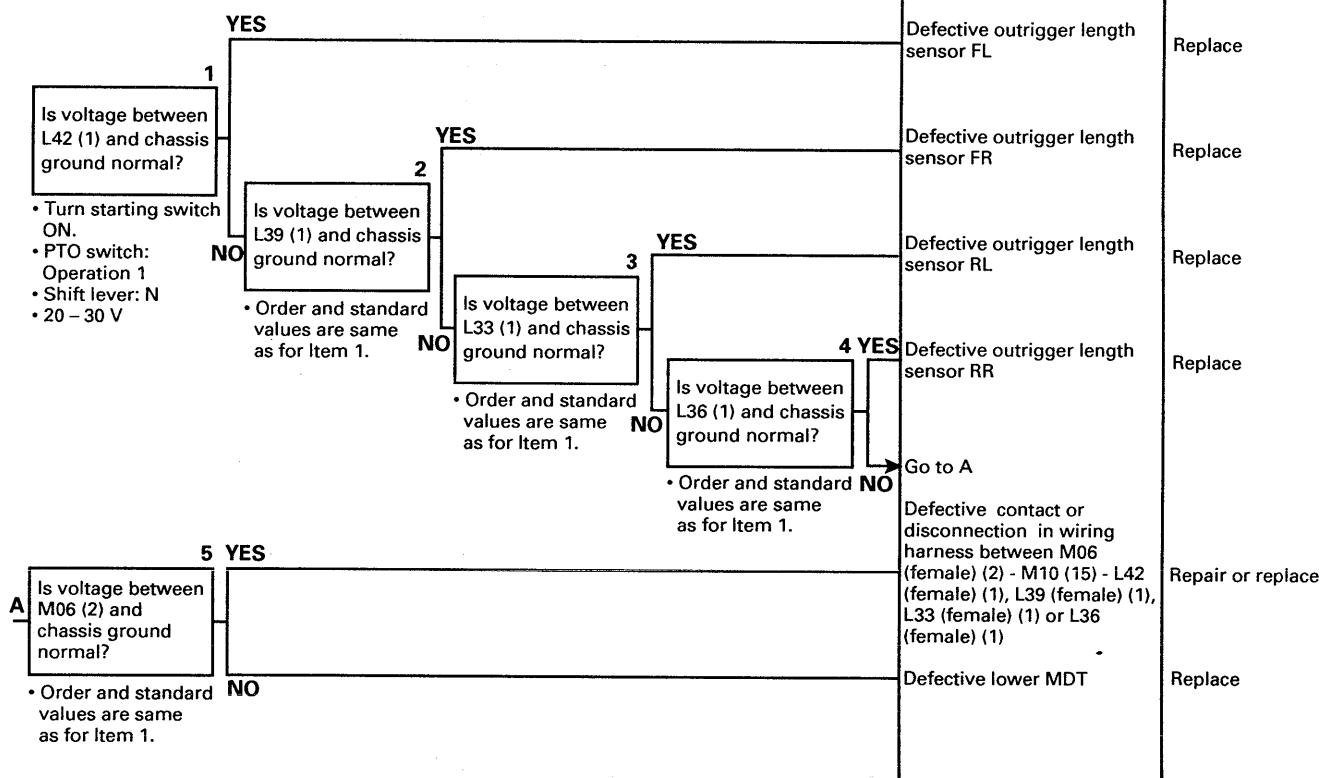 YES
1
Is voltage between
L42 (1) and chassis
ground normal?
• Turn starting switch
ON.
• PTO switch:
Operation 1
• Shift lever: N
• 20 – 30 V
Defective outrigger length
sensor FL
Replace
NO
YES
2
Is voltage between
L39 (1) and chassis
ground normal?
• Order and standard
values are same
as for Item 1.
Defective outrigger length
sensor FR
Replace
NO
YES
3
Is voltage between
L33 (1) and chassis
ground normal?
• Order and standard
values are same
as for Item 1.
Defective outrigger length
sensor RL
Replace
NO
4 YES
Is voltage between
L36 (1) and chassis
ground normal?
• Order and standard
values are same
as for Item 1.
Defective outrigger length
sensor RR
Replace
NO
Go to A
5 YES
A
Is voltage between
M06 (2) and
chassis ground
normal?
• Order and standard
values are same
as for Item 1.
Defective contact or
disconnection in wiring
harness between M06
(female) (2) - M10 (15) - L42
(female) (1), L39 (female) (1),
L33 (female) (1) or L36
(female) (1)
Repair or replace
NO
Defective lower MDT
Replace